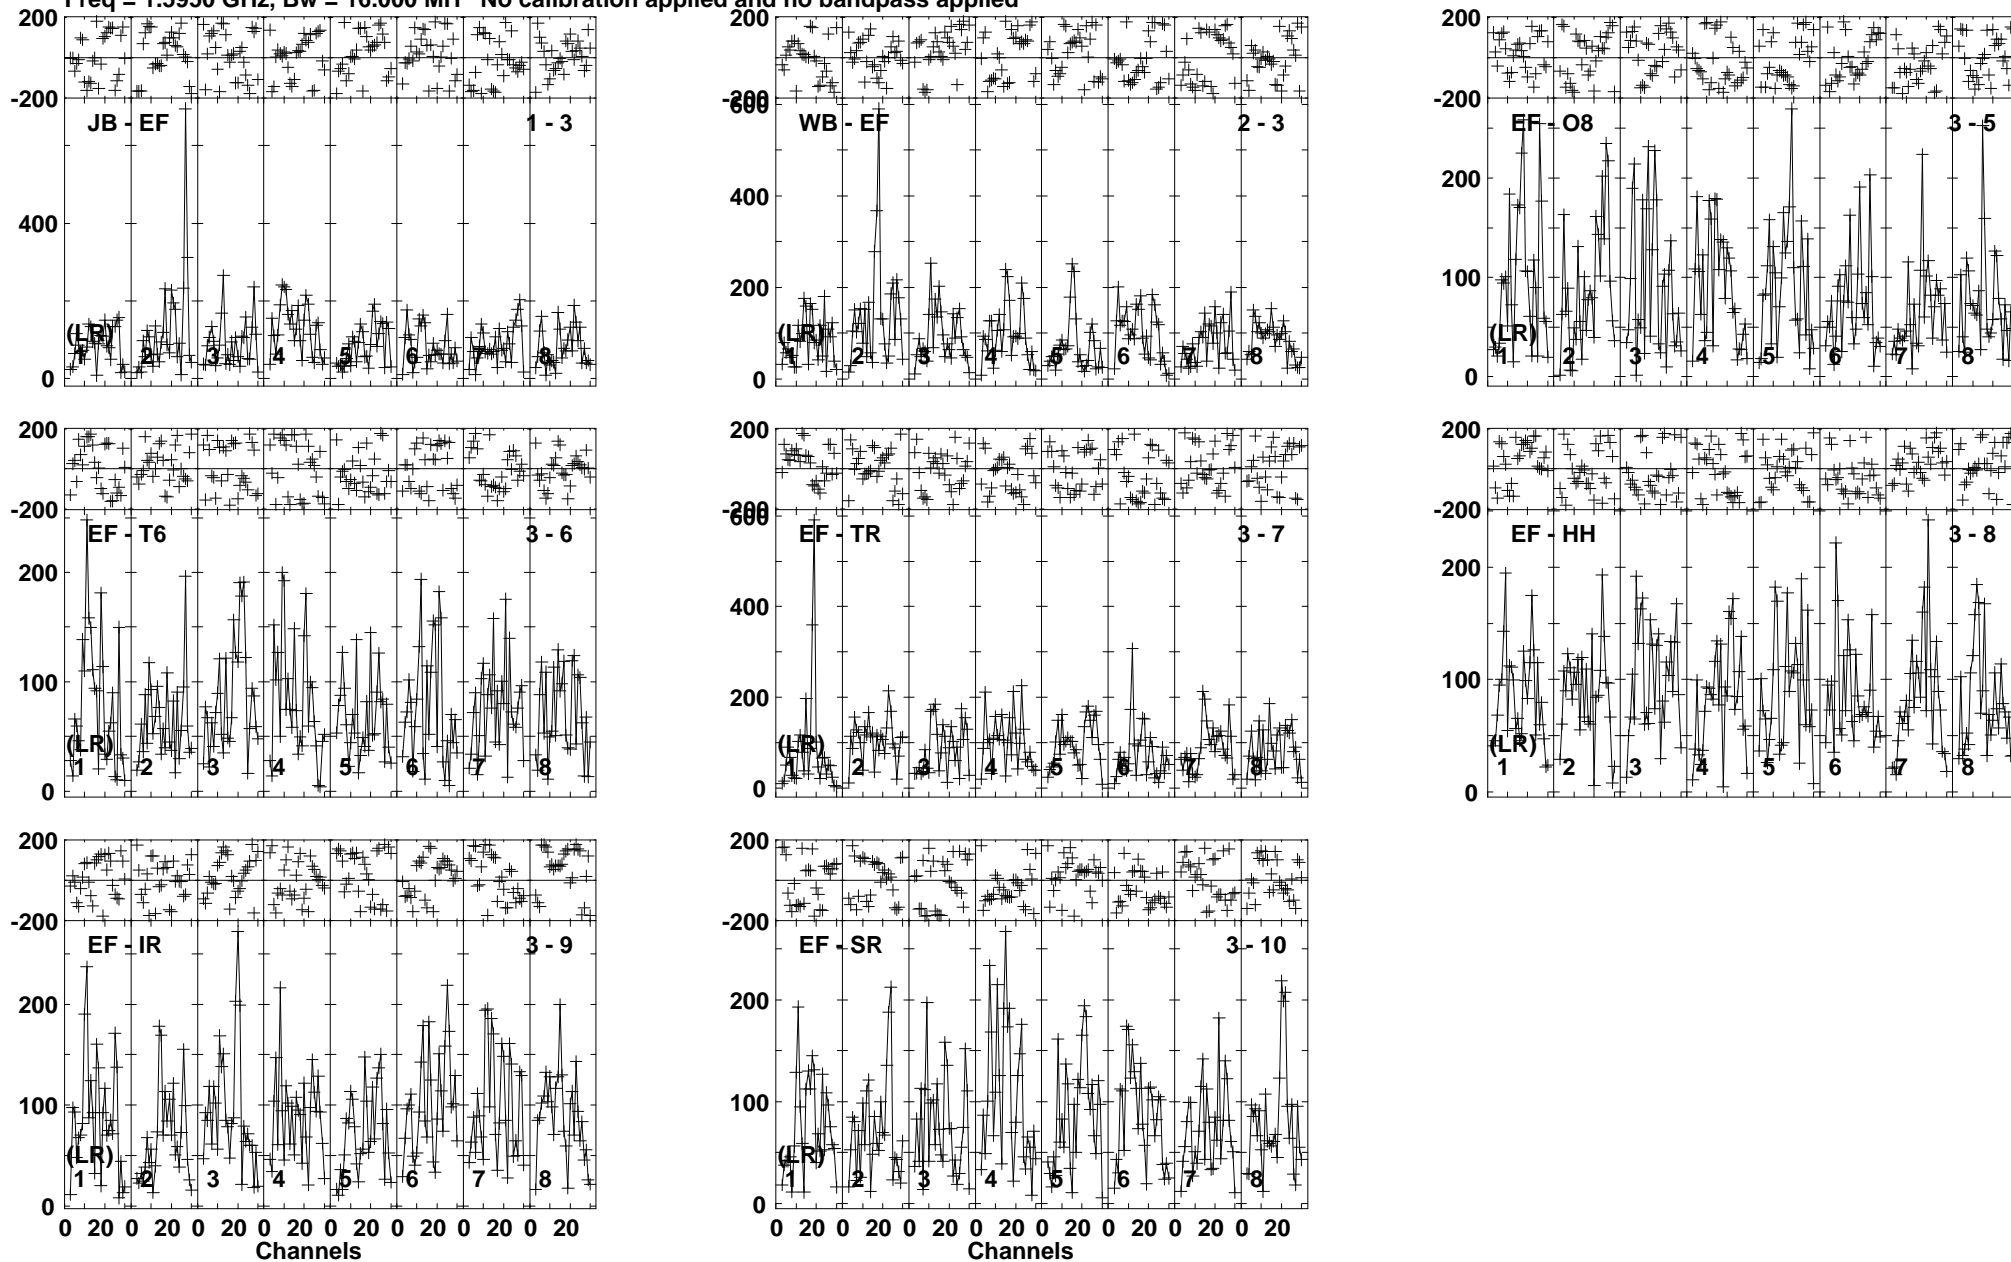 Freq = 1.5950 GHz, Bw = 16.000 MH No calibration applied and no bandpass applied
200 200 200
-200 -200 -200
JB - EF 1 - 3 WB - EF 2 - 3 EF - O8 3 - 5
600
400 400 200
200 100
0 0 0
(LR) (LR) (LR)
1 2 3 4 5 6 7 8 1 2 3 4 5 6 7 8 1 2 3 4 5 6 7 8
200 200 200
-200 -200 -200
EF - T6 3 - 6 EF - TR 3 - 7 EF - HH 3 - 8
600
200 400 200
100 200 100
0 0 0
(LR) (LR) (LR)
1 2 3 4 5 6 7 8 1 2 3 4 5 6 7 8 1 2 3 4 5 6 7 8
200 200
-200 -200
EF - IR 3 - 9 EF - SR 3 - 10
200 200
100 100
0 0
(LR) (LR)
1 2 3 4 5 6 7 8 1 2 3 4 5 6 7 8
0 20 0 20 0 20 0 20 0 20 0 20 0 20 0 20 0 20 0 20 0 20 0 20 0 20 0 20 0 20 0 20
Channels Channels